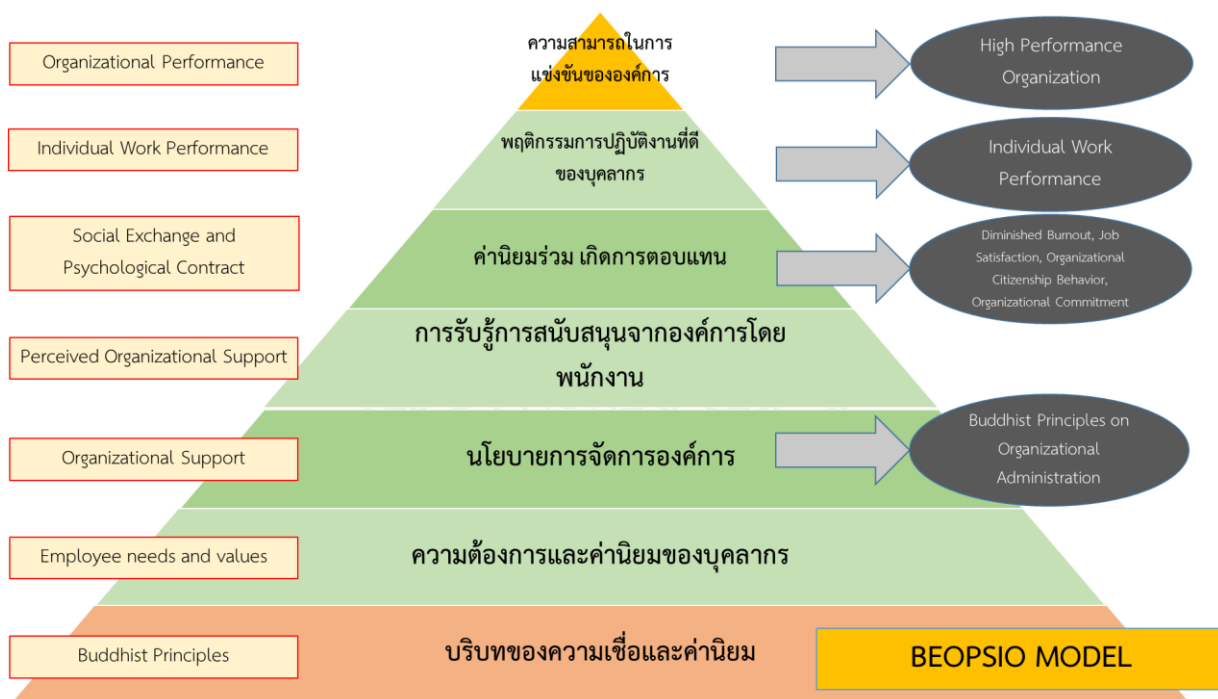 Organizational Performance
ความสามารถในการ
แข่งขันขององค์การ
High Performance
Organization
Individual Work Performance
พฤติกรรมการปฏิบัติงานที่ดี
ของบุคลากร
Individual Work
Performance
Social Exchange and
Psychological Contract
ค่านิยมร่วม เกิดการตอบแทน
Diminished Burnout, Job
Satisfaction, Organizational
Citizenship Behavior,
Organizational Commitment
Perceived Organizational Support
การรับรู้การสนับสนุนจากองค์การโดย
พนักงาน
Organizational Support
นโยบายการจัดการองค์การ
Buddhist Principles on
Organizational
Administration
Employee needs and values
ความต้องการและค่านิยมของบุคลากร
Buddhist Principles
บริบทของความเชื่อและค่านิยม
BEOPSIO MODEL